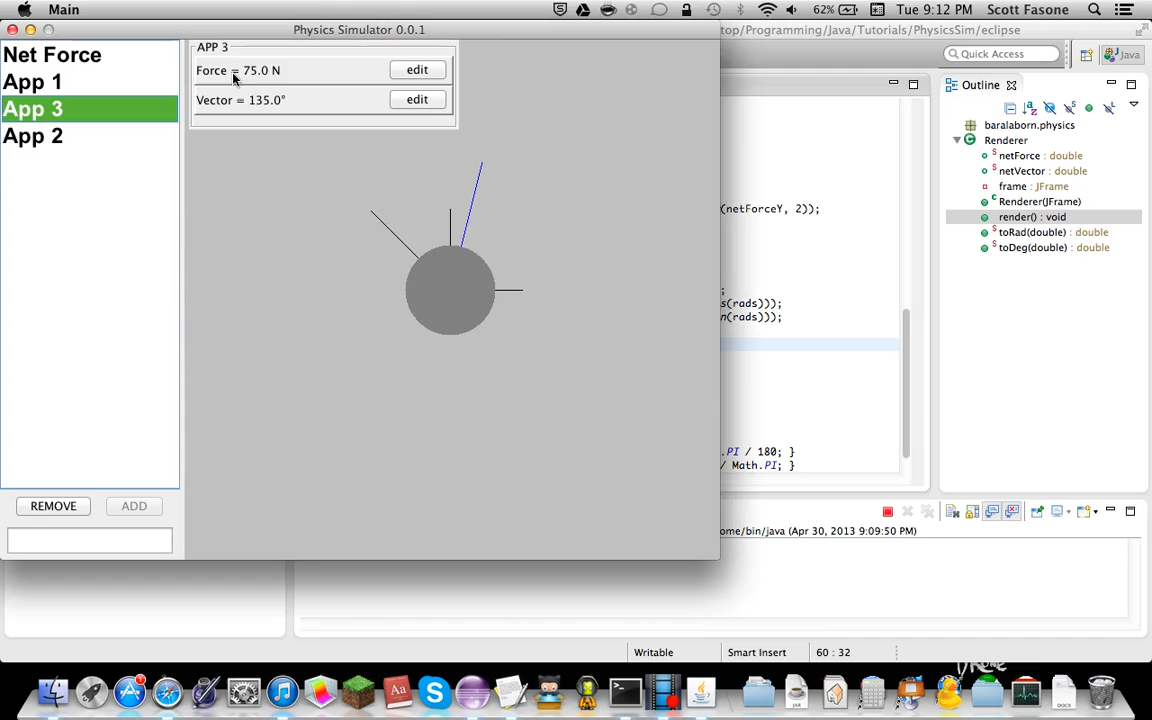 Main
62%
Tue 9:12 PM
Scott Fasone
Physics Simulator 0.0.1
top/Programming/Java/Tutorials/PhysicsSim/eclipse
Quick Access
Java
Net Force
App 1
App 3
App 2
APP 3
Force = 75.0 N
edit
Vector = 135.0°
edit
REMOVE
ADD
(netForceY, 2));
;
s(rads)));
n(rads)));
.PI / 180; }
/ Math.PI; }
Outline
baralaborn.physics
Renderer
netForce : double
netVector : double
frame : JFrame
Renderer(JFrame)
render() : void
toRad(double) : double
toDeg(double) : double
ome/bin/java (Apr 30, 2013 9:09:50 PM)
Writable
Smart Insert
60 : 32